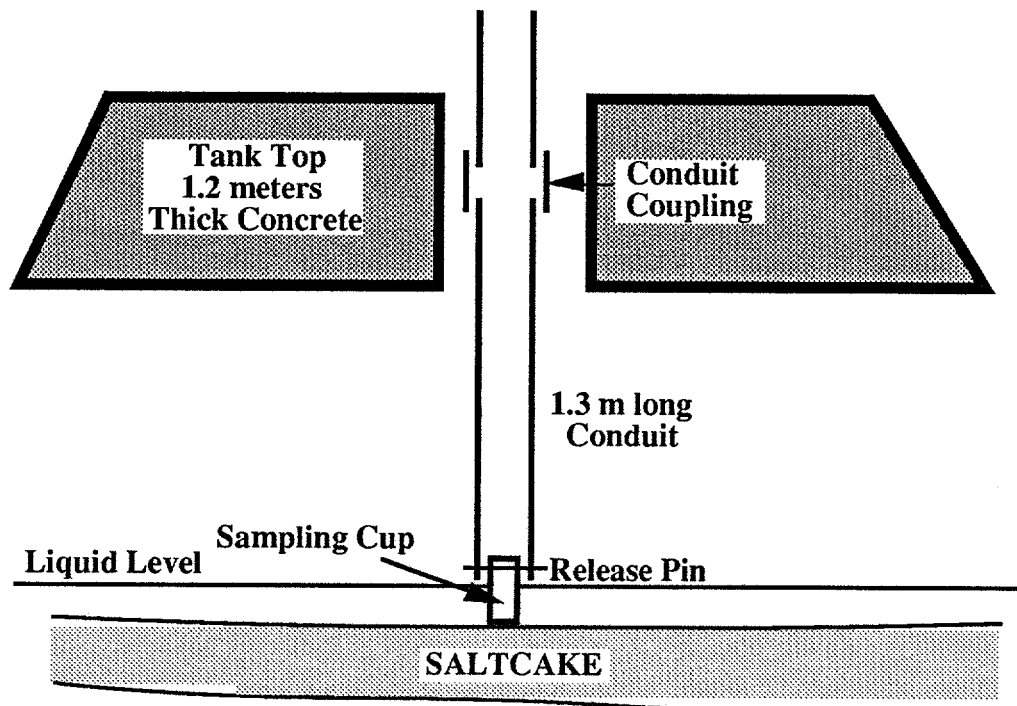 Tank Top
1.2 meters
Thick Concrete
Conduit
Coupling
1.3 m long
Conduit
Sampling Cup
Liquid Level
Release Pin
SALTCAKE